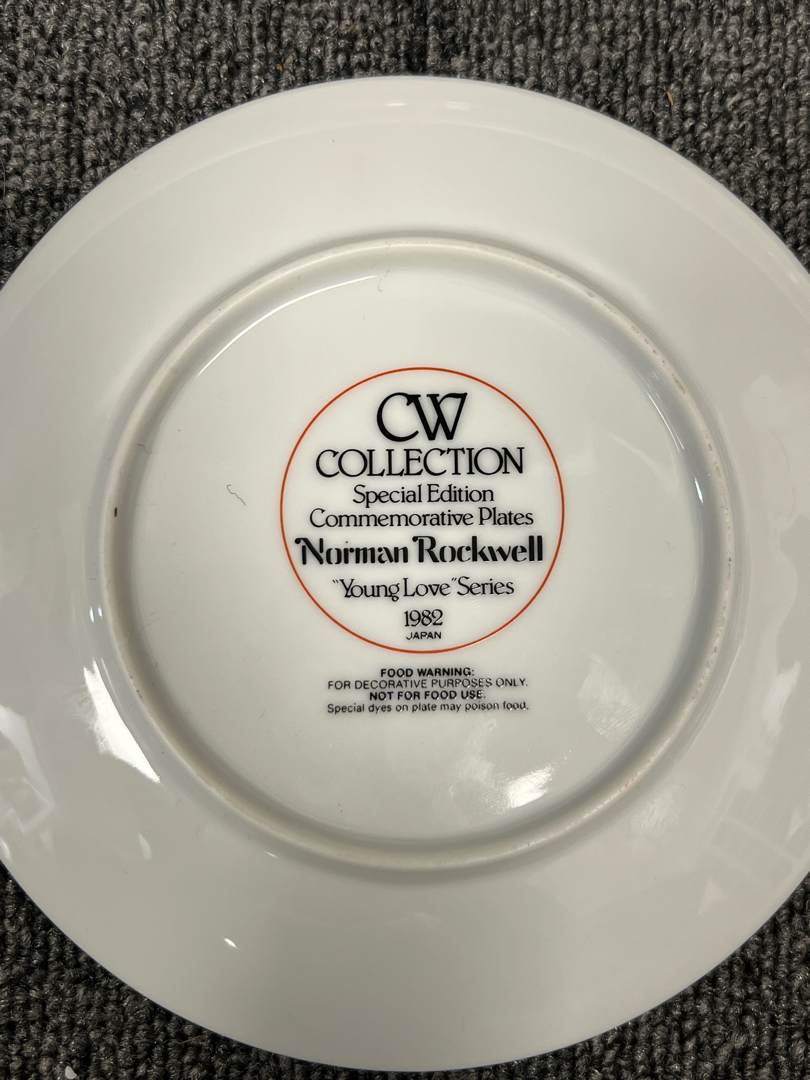 CW
COLLECTION
Special Edition
Commemorative Plates
Norman Rockwell
"Young Love" Series
1982
JAPAN
FOOD WARNING:
FOR DECORATIVE PURPOSES ONLY.
NOT FOR FOOD USE.
Special dyes on plate may poison food.